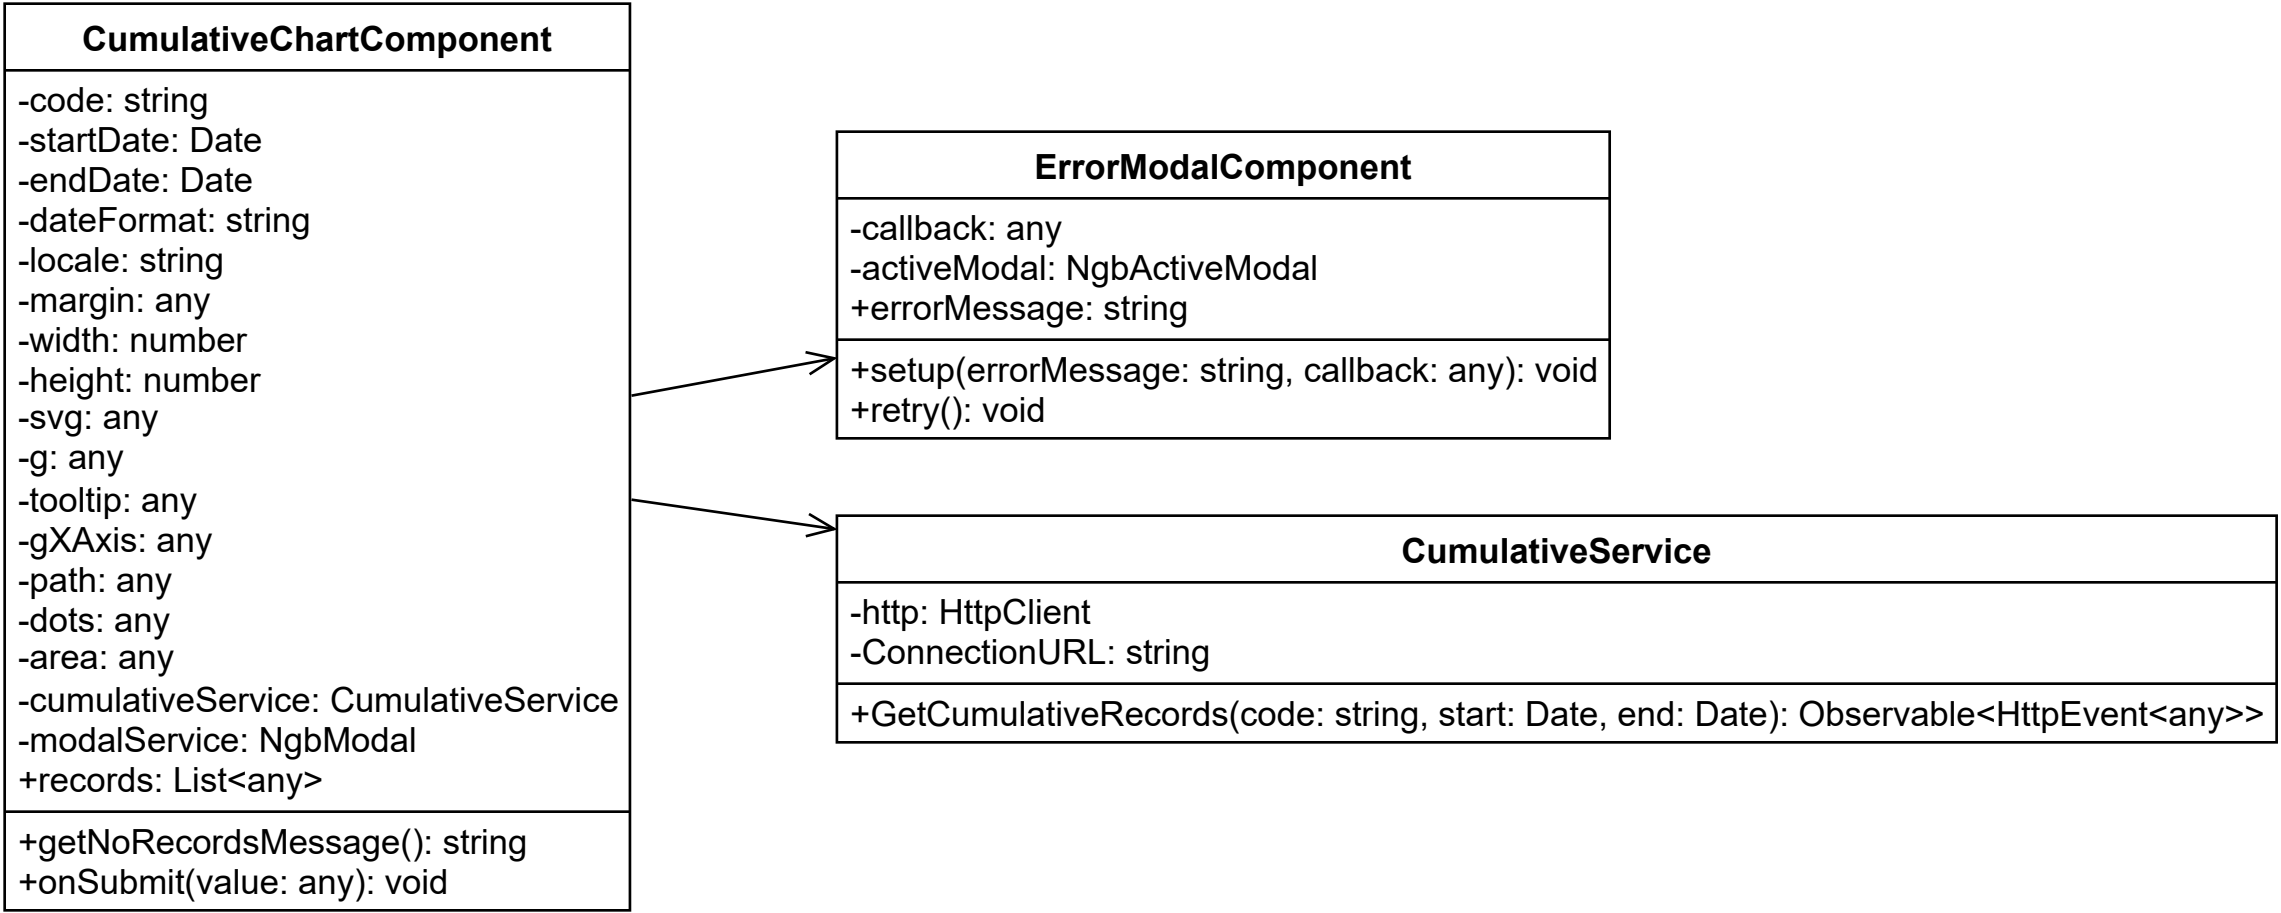 CumulativeChartComponent
-code: string
-startDate: Date
-endDate: Date
-dateFormat: string
-locale: string
-margin: any
-width: number
-height: number
-svg: any
-g: any
-tooltip: any
-gXAxis: any
-path: any
-dots: any
-area: any
-cumulativeService: CumulativeService
-modalService: NgbModal
+records: List<any>
+getNoRecordsMessage(): string
+onSubmit(value: any): void
ErrorModalComponent
-callback: any
-activeModal: NgbActiveModal
+errorMessage: string
+setup(errorMessage: string, callback: any): void
+retry(): void
CumulativeService
-http: HttpClient
-ConnectionURL: string
+GetCumulativeRecords(code: string, start: Date, end: Date): Observable<HttpEvent<any>>